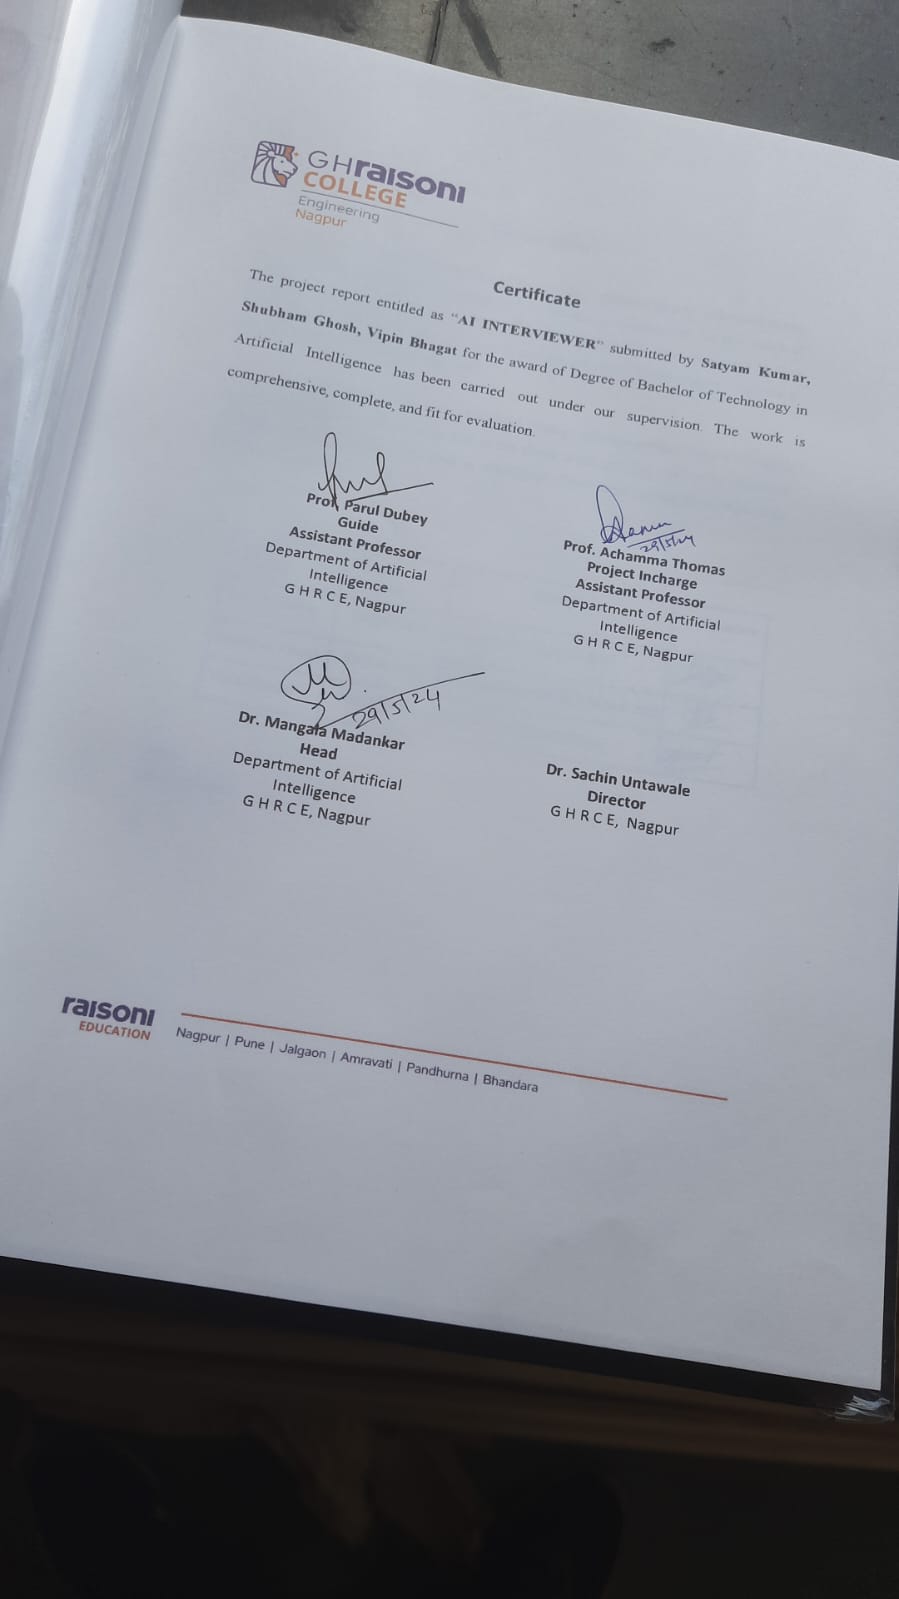 GHraisoni
COLLEGE
Engineering
Nagpur
Certificate
The project report entitled as "AI INTERVIEWER" submitted by Satyam Kumar,
Shubham Ghosh, Vipin Bhagat for the award of Degree of Bachelor of Technology in
Artificial Intelligence has been carried out under our supervision. The work is
comprehensive, complete, and fit for evaluation.
Prof. Parul Dubey
Guide
Assistant Professor
Department of Artificial
Intelligence
G H R C E, Nagpur
29/5/24
Prof. Achamma Thomas
Project Incharge
Assistant Professor
Department of Artificial
Intelligence
G H R C E, Nagpur
29/5/24
Dr. Mangala Madankar
Head
Department of Artificial
Intelligence
G H R C E, Nagpur
Dr. Sachin Untawale
Director
G H R C E, Nagpur
raisoni
EDUCATION
Nagpur | Pune | Jalgaon | Amravati | Pandhurna | Bhandara